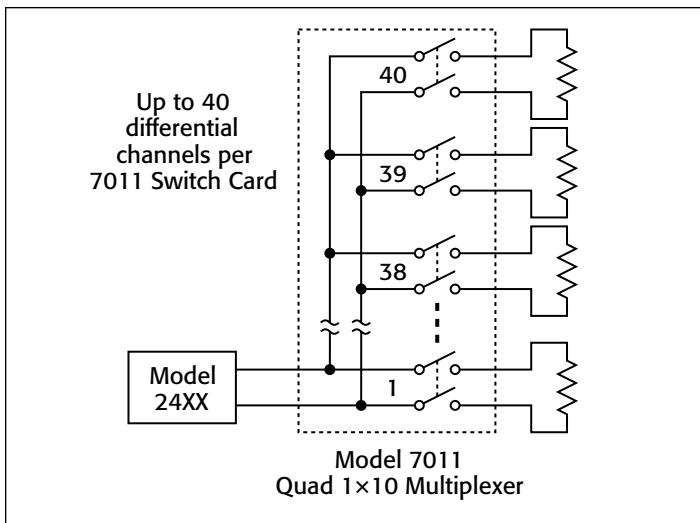 Up to 40
differential
channels per
7011 Switch Card
40
39
38
1
Model
24XX
Model 7011
Quad 1×10 Multiplexer